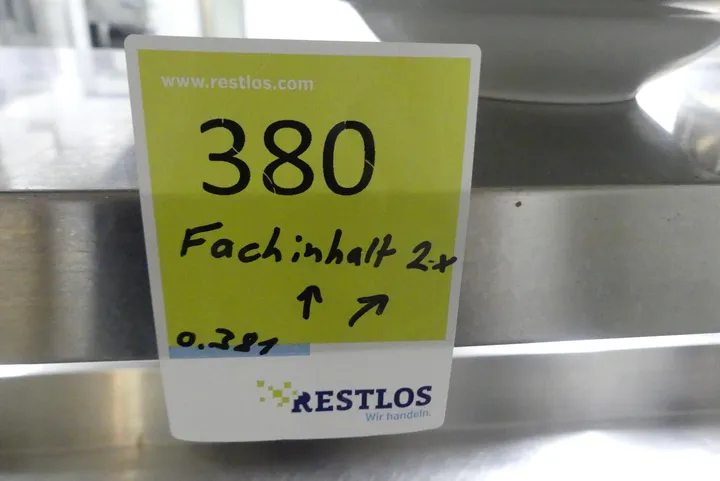 www.restlos.com
380
Fachinhalt 2x
↑ ↗
0.381
RESTLOS
Wir handeln.